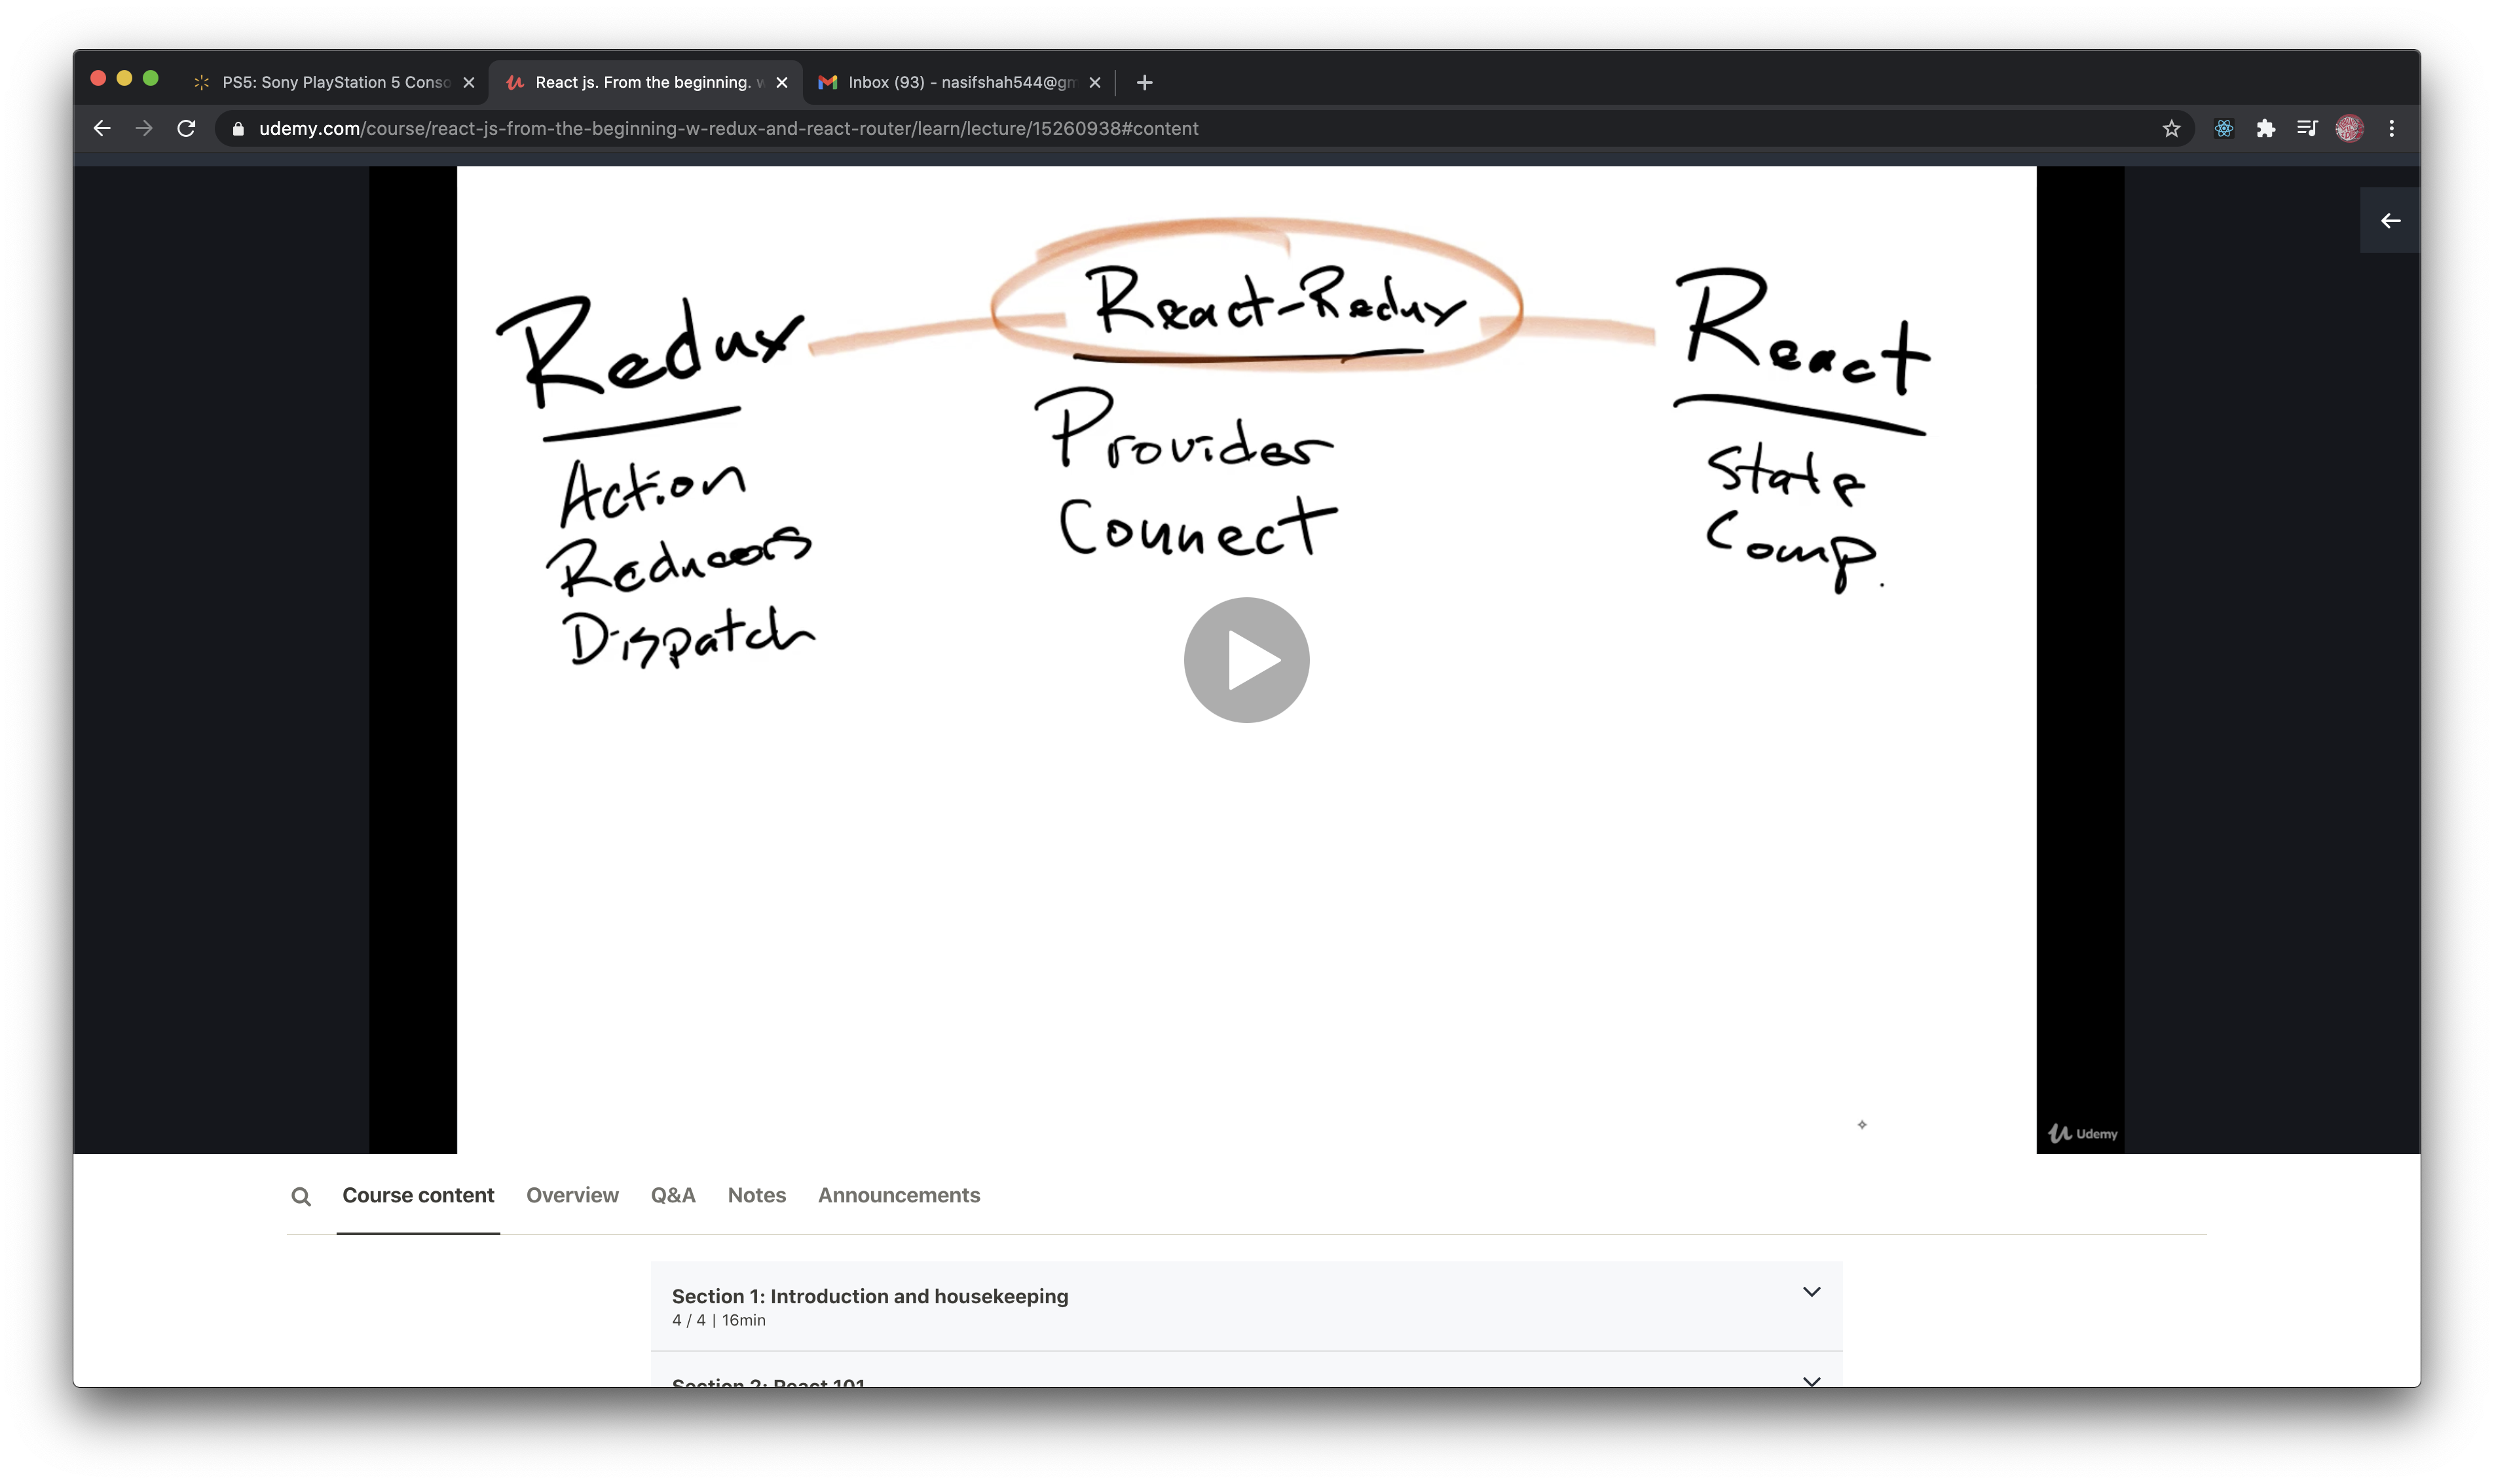 PS5: Sony PlayStation 5 Conso
React js. From the beginning. w
Inbox (93) - nasifshah544@gm
udemy.com/course/react-js-from-the-beginning-w-redux-and-react-router/learn/lecture/15260938#content
Redux
Action
Reducers
Dispatch
React-Redux
Provider
Connect
React
State
Comp.
Udemy
Course content
Overview
Q&A
Notes
Announcements
Section 1: Introduction and housekeeping
4 / 4 | 16min
Section 2: React 101